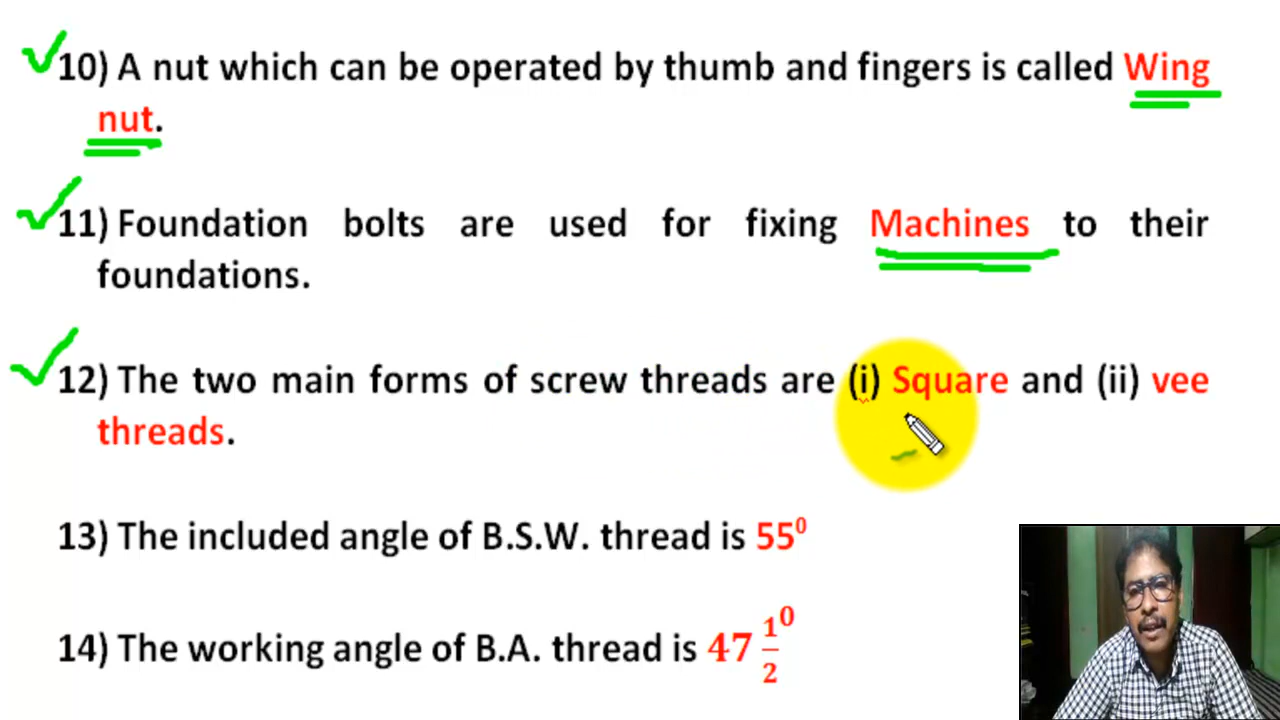 10) A nut which can be operated by thumb and fingers is called Wing
nut.
11) Foundation bolts are used for fixing Machines to their
foundations.
12) The two main forms of screw threads are (i) Square and (ii) vee
threads.
13) The included angle of B.S.W. thread is 55⁰
14) The working angle of B.A. thread is 47 1/2⁰